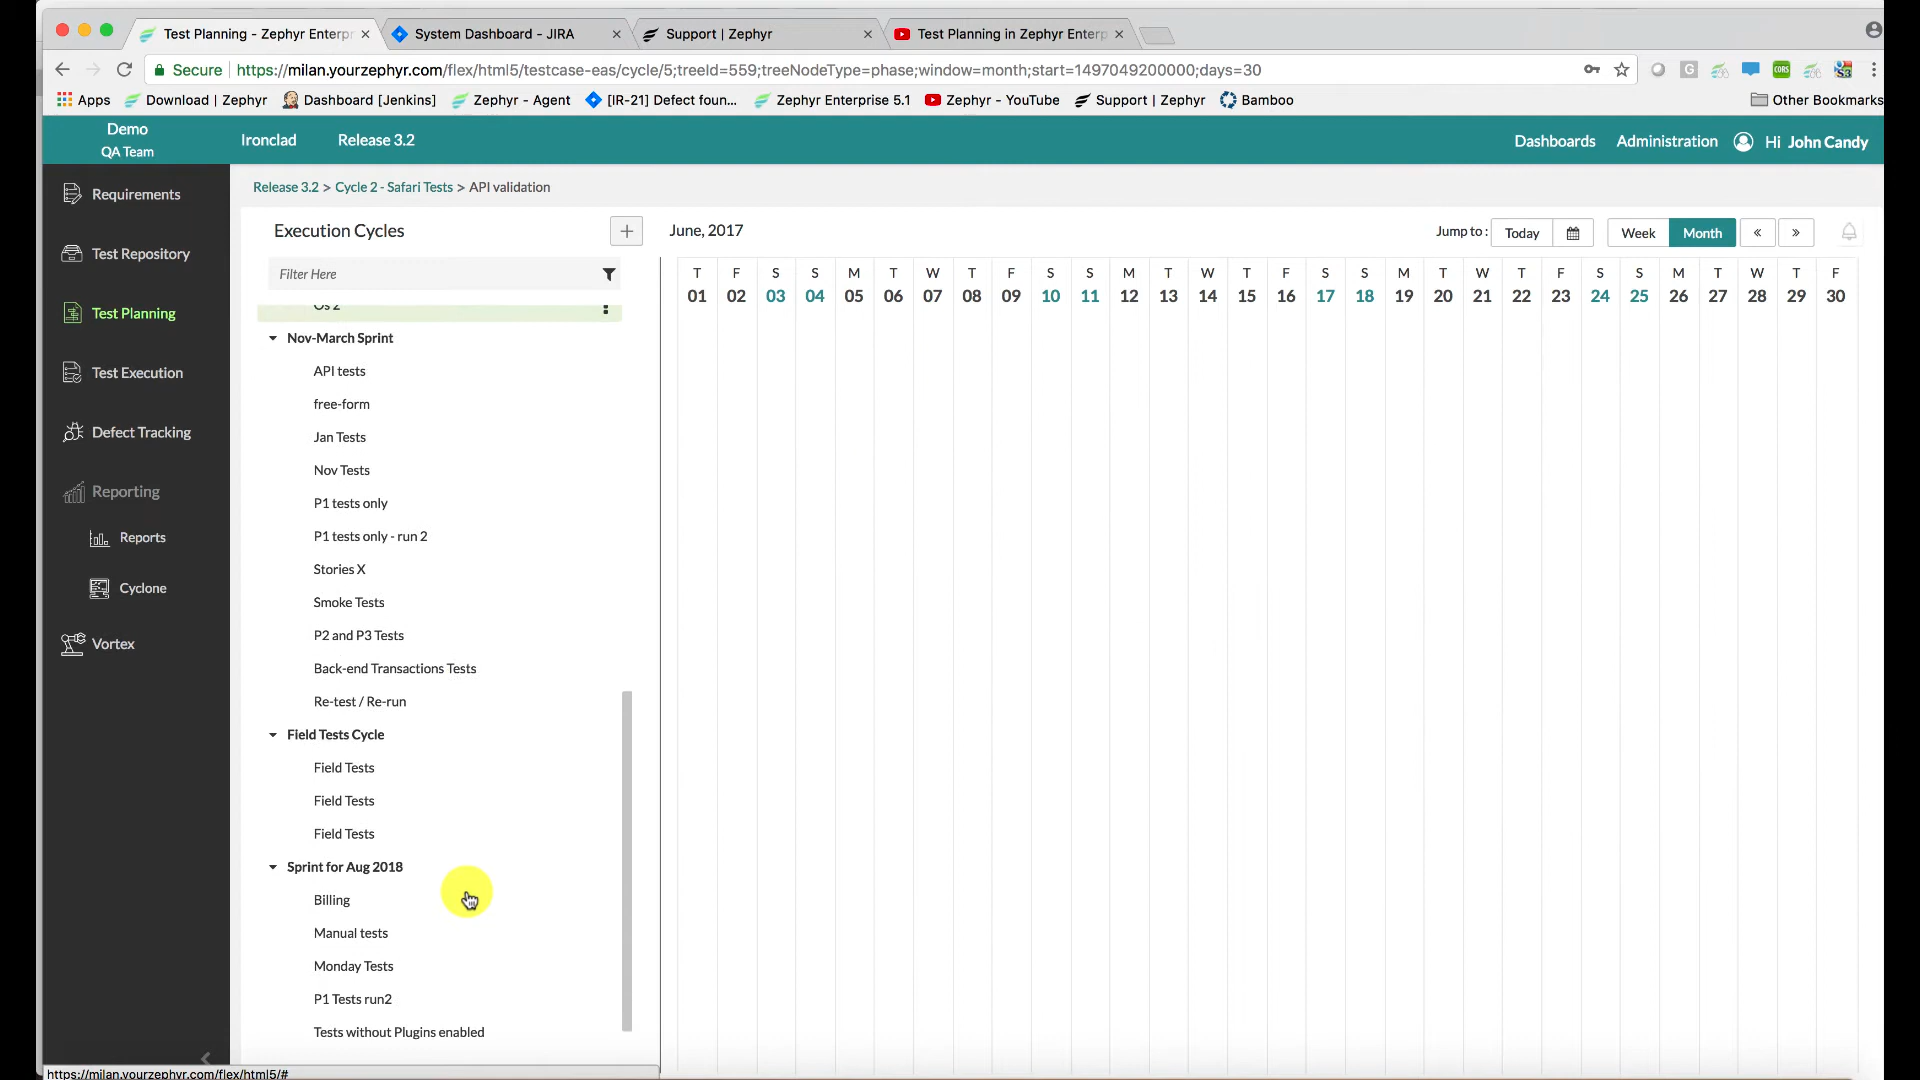 Test Planning - Zephyr Enterpr
System Dashboard - JIRA
Support | Zephyr
Test Planning in Zephyr Enterp
Secure https://milan.yourzephyr.com/flex/html5/testcase-eas/cycle/5;treeId=559;treeNodeType=phase;window=month;start=1497049200000;days=30
Apps Download | Zephyr Dashboard [Jenkins] Zephyr - Agent [IR-21] Defect foun... Zephyr Enterprise 5.1 Zephyr - YouTube Support | Zephyr Bamboo Other Bookmarks
Demo
QA Team
Ironclad Release 3.2
Dashboards Administration Hi John Candy
Requirements
Test Repository
Test Planning
Test Execution
Defect Tracking
Reporting
Reports
Cyclone
Vortex
Release 3.2 > Cycle 2 - Safari Tests > API validation
Execution Cycles +
Filter Here
Os 2
Nov-March Sprint
API tests
free-form
Jan Tests
Nov Tests
P1 tests only
P1 tests only - run 2
Stories X
Smoke Tests
P2 and P3 Tests
Back-end Transactions Tests
Re-test / Re-run
Field Tests Cycle
Field Tests
Field Tests
Field Tests
Sprint for Aug 2018
Billing
Manual tests
Monday Tests
P1 Tests run2
Tests without Plugins enabled
June, 2017
Jump to : Today Week Month « »
T F S S M T W T F S S M T W T F S S M T W T F S S M T W T F
01 02 03 04 05 06 07 08 09 10 11 12 13 14 15 16 17 18 19 20 21 22 23 24 25 26 27 28 29 30
https://milan.yourzephyr.com/flex/html5/#